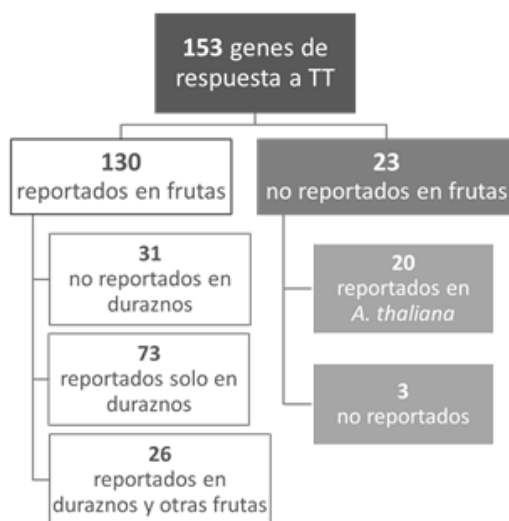 153 genes de
respuesta a TT
130
reportados en frutas
23
no reportados en frutas
31
no reportados en
duraznos
73
reportados solo en
duraznos
26
reportados en
duraznos y otras frutas
20
reportados en
A. thaliana
3
no reportados